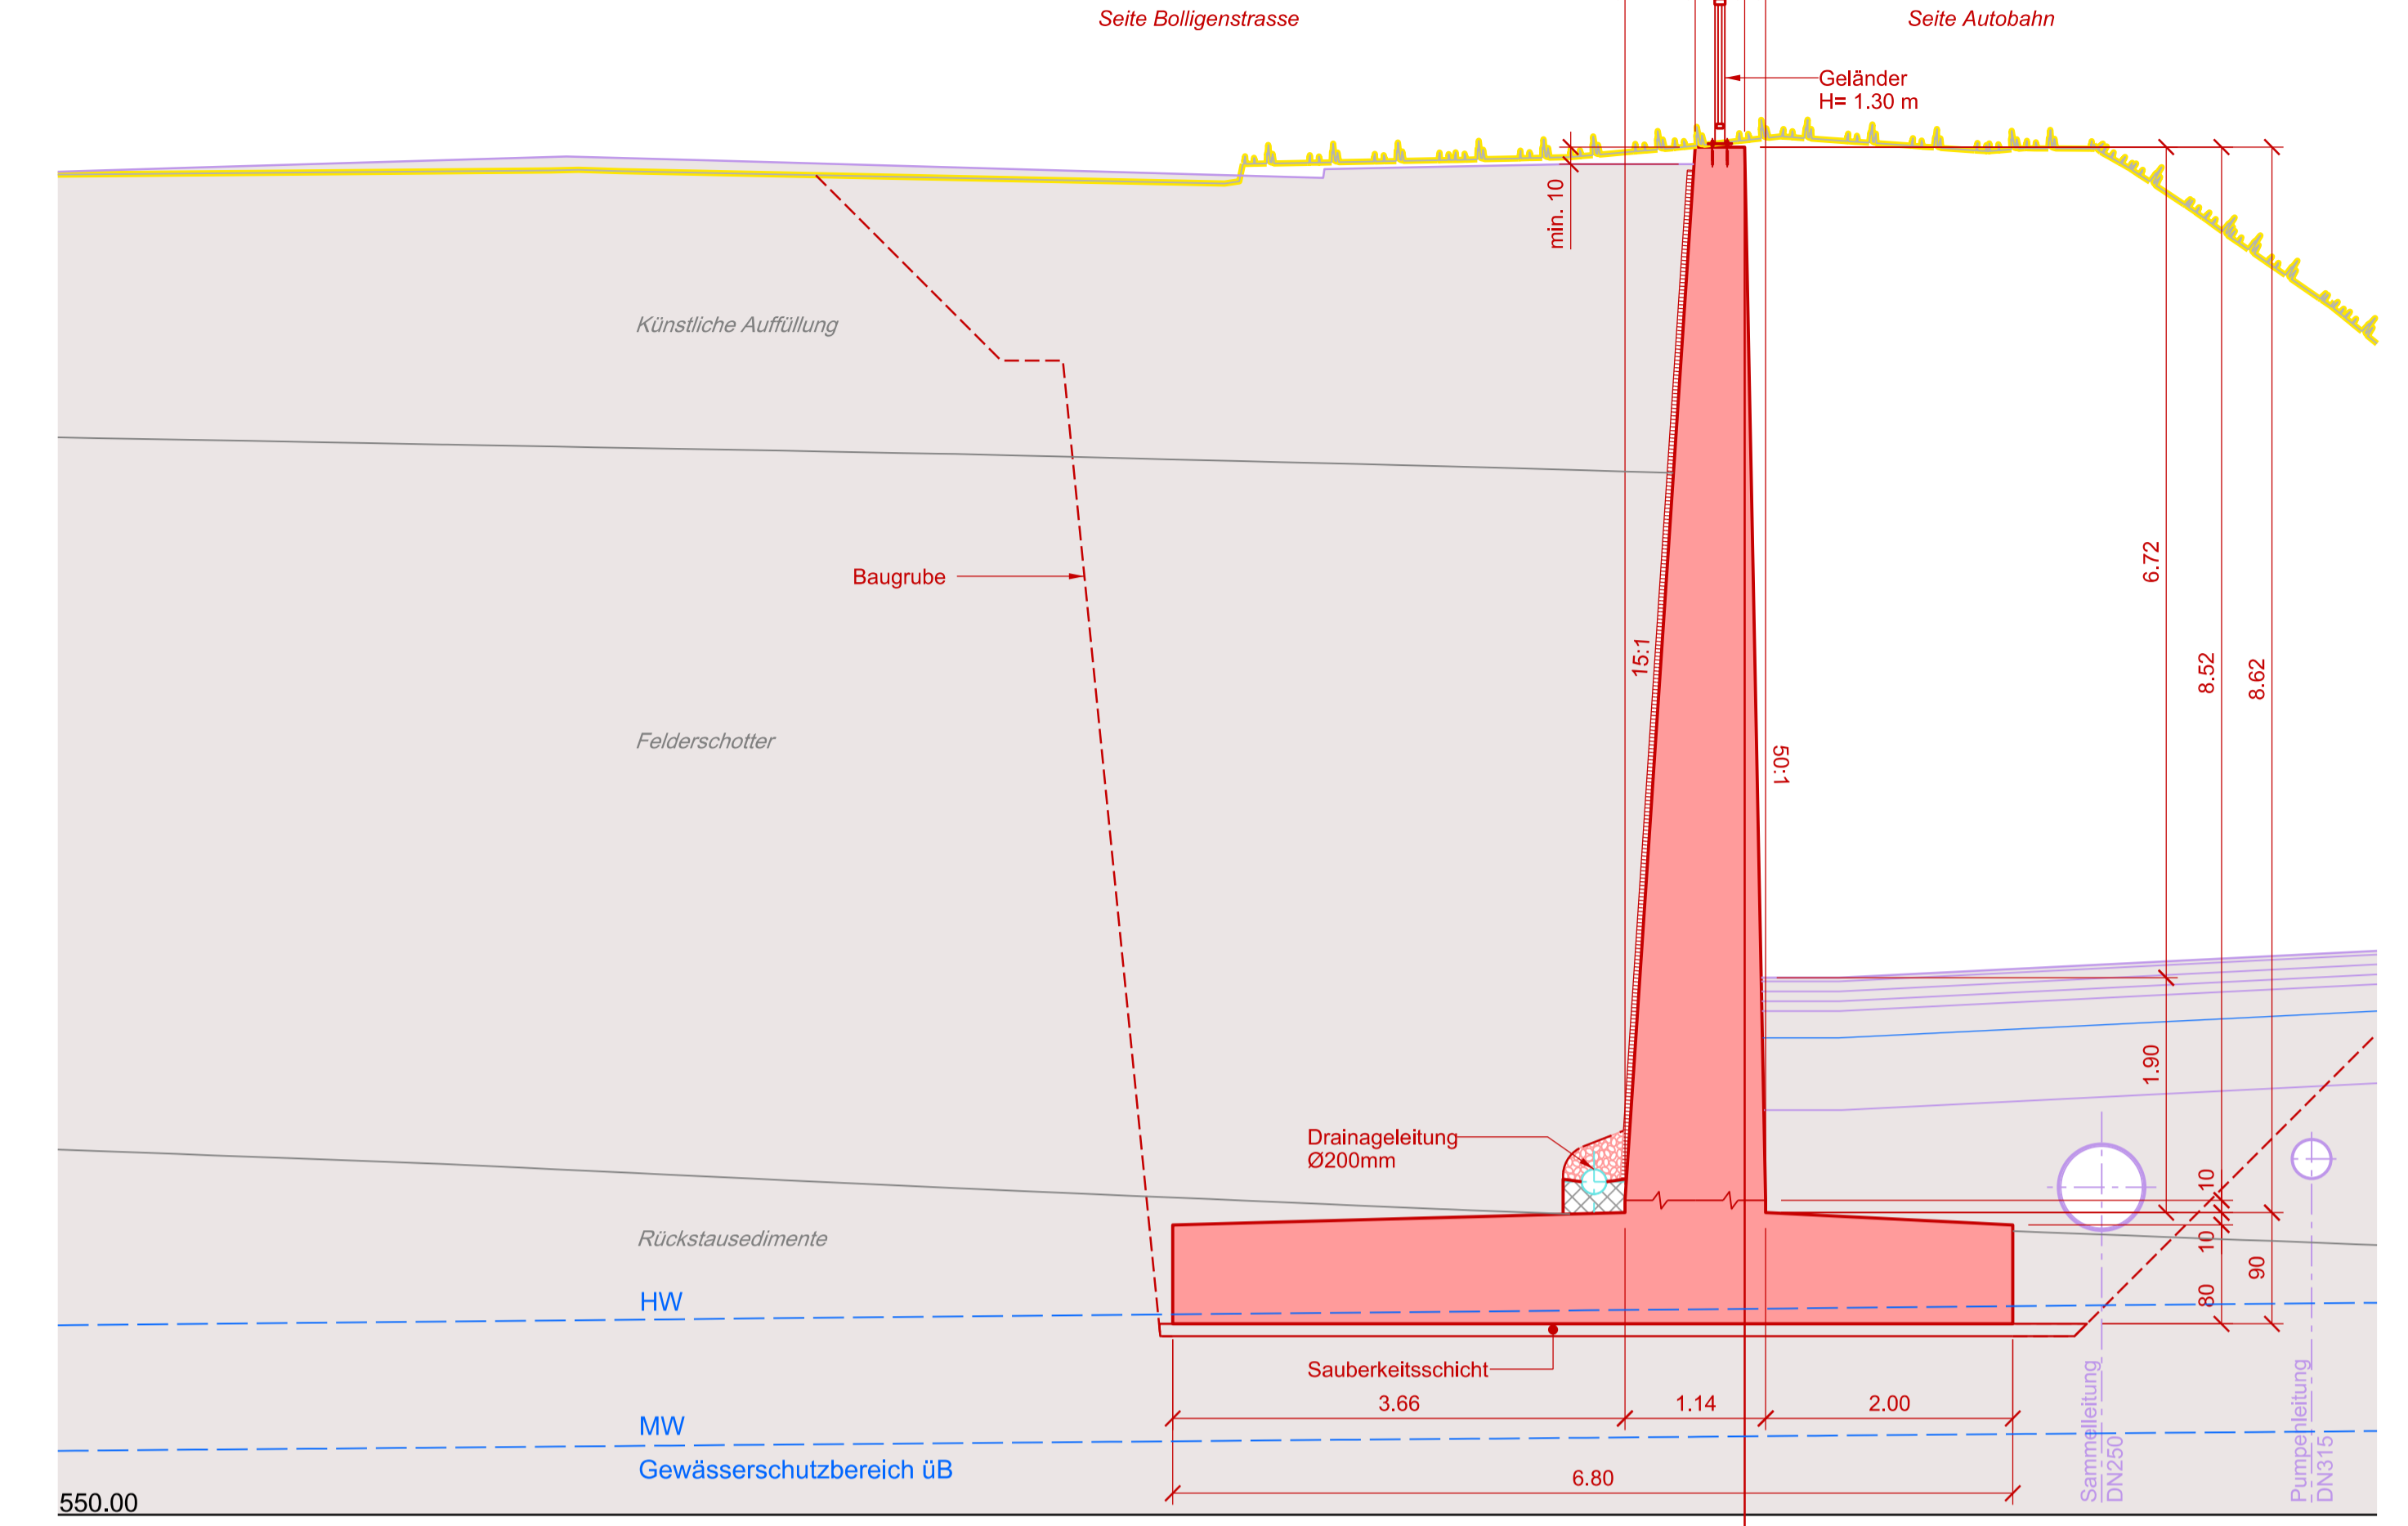 Seite Bolligenstrasse
Seite Autobahn
Geländer
H= 1.30 m
min. 10
Künstliche Auffüllung
Baugrube
6.72
15:1
8.52
8.62
Felderschotter
50:1
1.90
Drainageleitung
Ø200mm
10
Rückstausedimente
10
90
80
HW
Sauberkeitsschicht
3.66
1.14
2.00
MW
Gewässerschutzbereich üB
6.80
Sammelleitung
DN250
Pumpenleitung
DN315
550.00